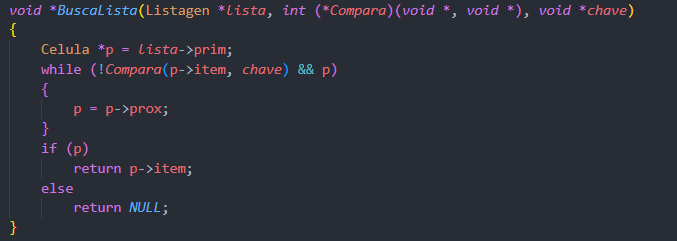 void *BuscaLista(Listagen *lista, int (*Compara)(void *, void *), void *chave)
{
    Celula *p = lista->prim;
    while (!Compara(p->item, chave) && p)
    {
        p = p->prox;
    }
    if (p)
        return p->item;
    else
        return NULL;
}